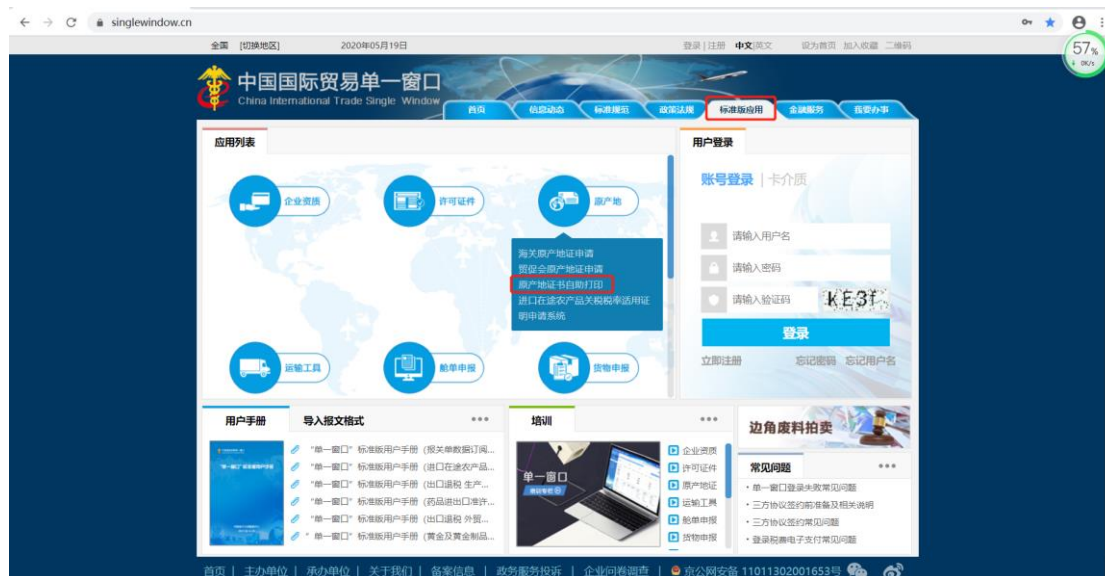 singlewindow.cn
全国 [切换地区] 2020年05月19日 登录 | 注册 中文|英文 设为首页 加入收藏 二维码
57%
0K/s
中国国际贸易单一窗口
China International Trade Single Window
首页 信息动态 标准规范 政策法规 标准版应用 金融服务 我要办事
应用列表
企业资质 许可证件 原产地
海关原产地证申请
贸促会原产地证申请
原产地证书自助打印
进口在途农产品关税税率适用证
明申请系统
运输工具 舱单申报 货物申报
用户登录
账号登录 | 卡介质
请输入用户名
请输入密码
请输入验证码 KE3f
登录
立即注册 忘记密码 忘记用户名
用户手册 导入报文格式
“单一窗口”标准版用户手册（报关单数据订阅...
“单一窗口”标准版用户手册（进口在途农产品...
“单一窗口”标准版用户手册（出口退税 生产...
“单一窗口”标准版用户手册（药品进出口准许...
“单一窗口”标准版用户手册（出口退税 外贸...
“ 单一窗口”标准版用户手册（黄金及黄金制品...
培训
单一窗口
企业资质
许可证件
原产地证
运输工具
舱单申报
货物申报
边角废料拍卖
常见问题
· 单一窗口登录失败常见问题
· 三方协议签约前准备及相关说明
· 三方协议签约常见问题
· 登录税费电子支付常见问题
首页 | 主办单位 | 承办单位 | 关于我们 | 备案信息 | 政务服务投诉 | 企业问卷调查 | 京公网安备 11011302001653号